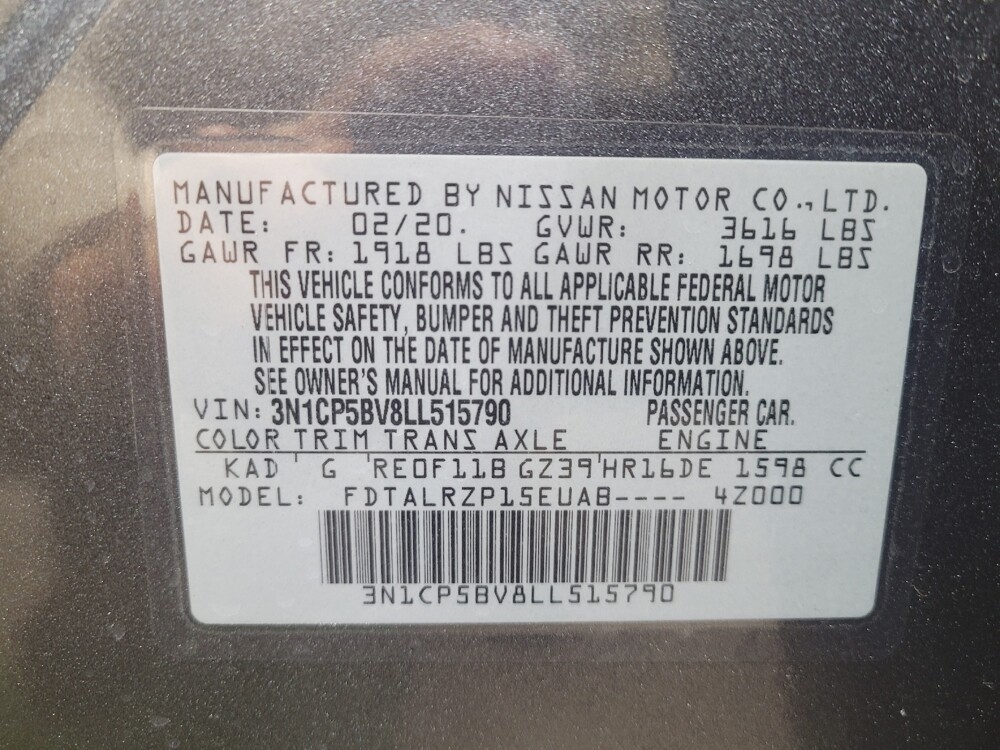 MANUFACTURED BY NISSAN MOTOR CO.,LTD.
DATE: 02/20. GVWR: 3616 LBS
GAWR FR: 1918 LBS GAWR RR: 1698 LBS
THIS VEHICLE CONFORMS TO ALL APPLICABLE FEDERAL MOTOR
VEHICLE SAFETY, BUMPER AND THEFT PREVENTION STANDARDS
IN EFFECT ON THE DATE OF MANUFACTURE SHOWN ABOVE.
SEE OWNER'S MANUAL FOR ADDITIONAL INFORMATION.
VIN: 3N1CP5BV8LL515790 PASSENGER CAR.
COLOR TRIM TRANS AXLE ENGINE
KAD ' G 'RE0F11B GZ39'HR16DE 1598 CC
MODEL: FDTALRZP15EUAB---- 4Z000
3N1CP5BV8LL515790